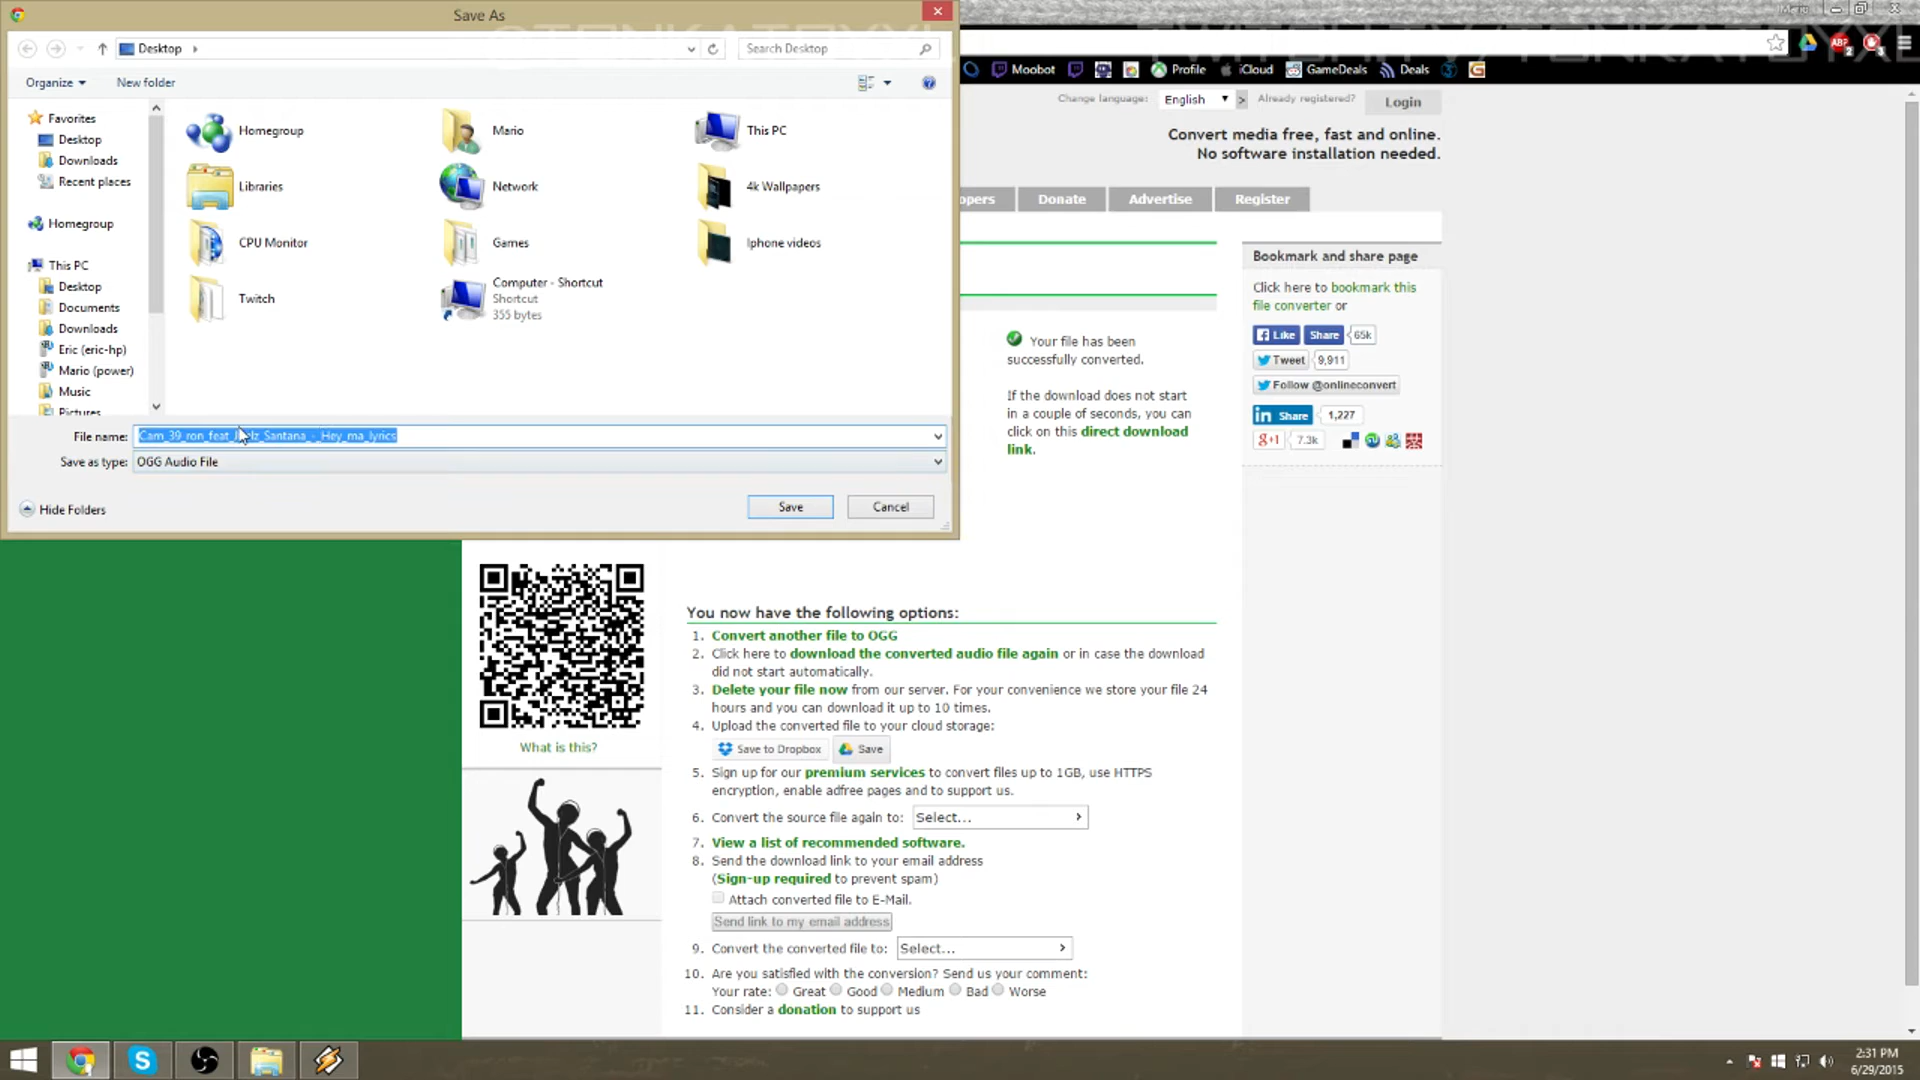 Save As
@TONKATOYXL
TWITCH.TV/TONKATOYXL
Mario
Desktop
Search Desktop
Organize
New folder
Favorites
Desktop
Downloads
Recent places
Homegroup
This PC
Desktop
Documents
Downloads
Eric (eric-hp)
Mario (power)
Music
Pictures
Homegroup
Mario
This PC
Libraries
Network
4k Wallpapers
CPU Monitor
Games
Iphone videos
Twitch
Computer - Shortcut
Shortcut
355 bytes
File name:
Save as type: OGG Audio File
Hide Folders
Save
Cancel
Moobot
Profile
iCloud
GameDeals
Deals
ABP
2
3
Change language: English > Already registered? Login
Convert media free, fast and online.
No software installation needed.
opers
Donate
Advertise
Register
Your file has been
successfully converted.
If the download does not start
in a couple of seconds, you can
click on this direct download
link.
Bookmark and share page
Click here to bookmark this
file converter or
Like Share 65k
Tweet 9,911
Follow @onlineconvert
in Share 1,227
g+1 7.3k
What is this?
You now have the following options:
1. Convert another file to OGG
2. Click here to download the converted audio file again or in case the download
did not start automatically.
3. Delete your file now from our server. For your convenience we store your file 24
hours and you can download it up to 10 times.
4. Upload the converted file to your cloud storage:
Save to Dropbox Save
5. Sign up for our premium services to convert files up to 1GB, use HTTPS
encryption, enable adfree pages and to support us.
6. Convert the source file again to: Select...
7. View a list of recommended software.
8. Send the download link to your email address
(Sign-up required to prevent spam)
Attach converted file to E-Mail.
Send link to my email address
9. Convert the converted file to: Select...
10. Are you satisfied with the conversion? Send us your comment:
Your rate: Great Good Medium Bad Worse
11. Consider a donation to support us
2:31 PM
6/29/2015